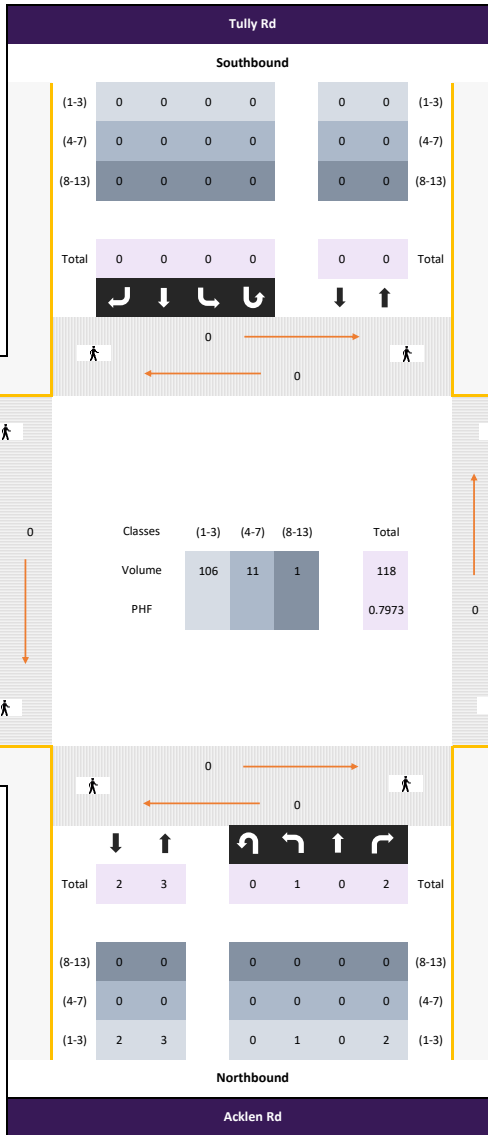 Tully Rd
Southbound
(1-3) 0 0 0 0 0 0 (1-3)
(4-7) 0 0 0 0 0 0 (4-7)
(8-13) 0 0 0 0 0 0 (8-13)
Total 0 0 0 0 0 0 Total
0
0
0 Classes (1-3) (4-7) (8-13) Total
Volume 106 11 1 118
PHF 0.7973 0
0
0
Total 2 3 0 1 0 2 Total
(8-13) 0 0 0 0 0 0 (8-13)
(4-7) 0 0 0 0 0 0 (4-7)
(1-3) 2 3 0 1 0 2 (1-3)
Northbound
Acklen Rd